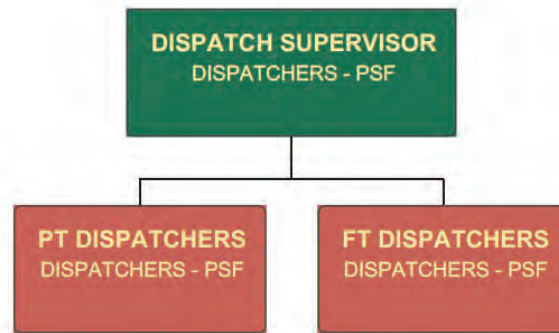 DISPATCH SUPERVISOR
DISPATCHERS - PSF
PT DISPATCHERS
DISPATCHERS - PSF
FT DISPATCHERS
DISPATCHERS - PSF